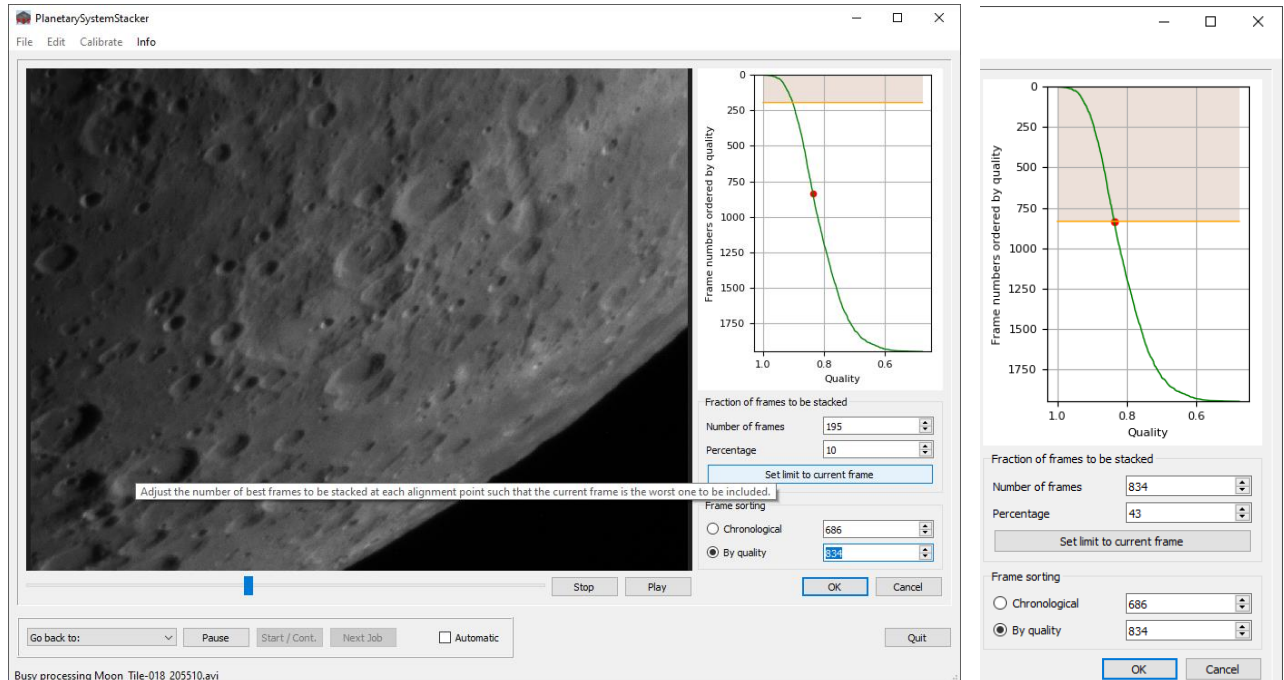 PlanetarySystemStacker
File Edit Calibrate Info
0
250
500
750
1000
1250
1500
1750
Frame numbers ordered by quality
1.0 0.8 0.6
Quality
Fraction of frames to be stacked
Number of frames 195
Percentage 10
Set limit to current frame
Adjust the number of best frames to be stacked at each alignment point such that the current frame is the worst one to be included.
Frame sorting
Chronological 686
By quality 834
Stop Play OK Cancel
Go back to: Pause Start / Cont. Next Job Automatic Quit
Busy processing Moon_Tile-018_205510.avi
0
250
500
750
1000
1250
1500
1750
Frame numbers ordered by quality
1.0 0.8 0.6
Quality
Fraction of frames to be stacked
Number of frames 834
Percentage 43
Set limit to current frame
Frame sorting
Chronological 686
By quality 834
OK Cancel